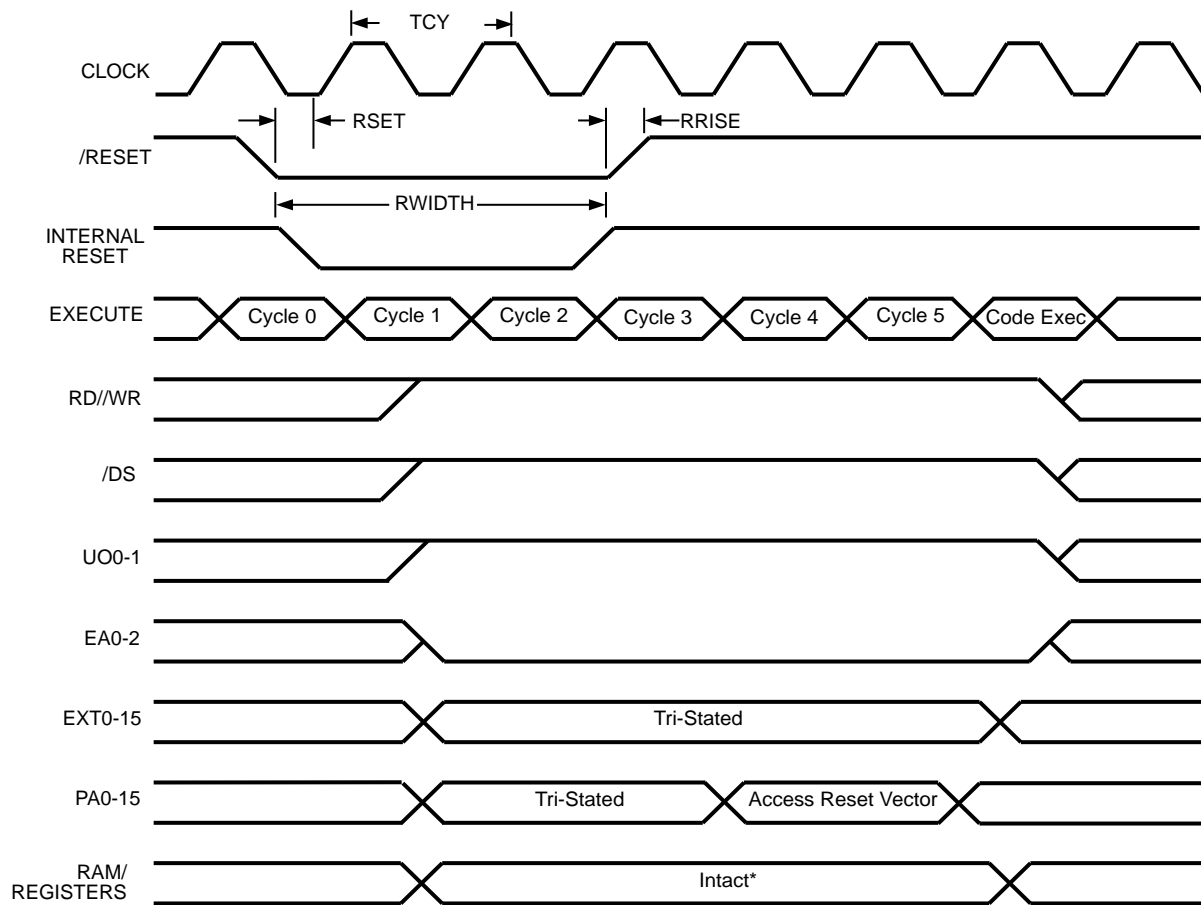 TCY
CLOCK
RSET
RRISE
/RESET
RWIDTH
INTERNAL
RESET
EXECUTE
Cycle 0
Cycle 1
Cycle 2
Cycle 3
Cycle 4
Cycle 5
Code Exec
RD//WR
/DS
UO0-1
EA0-2
EXT0-15
Tri-Stated
PA0-15
Tri-Stated
Access Reset Vector
RAM/
REGISTERS
Intact*